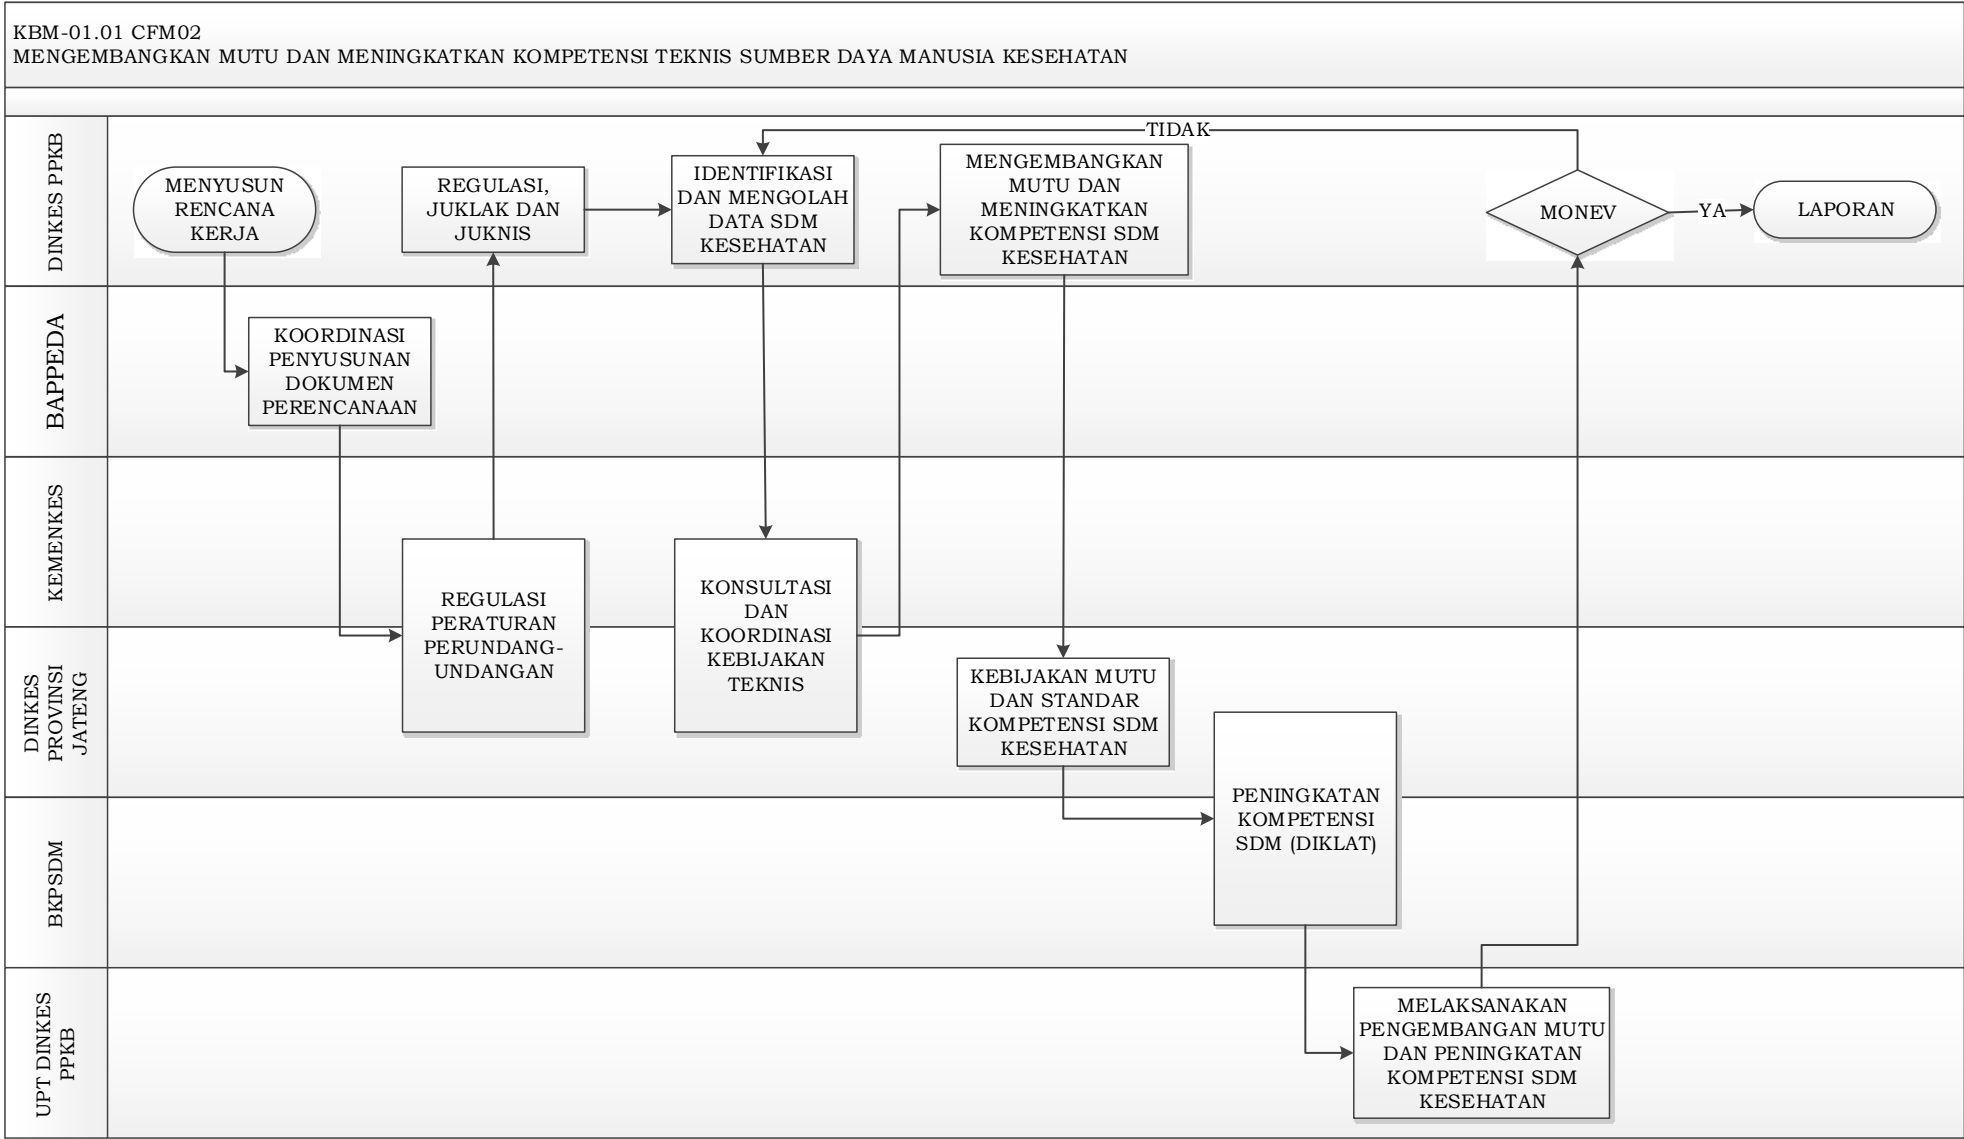 KBM-01.01 CFM02
MENGEMBANGKAN MUTU DAN MENINGKATKAN KOMPETENSI TEKNIS SUMBER DAYA MANUSIA KESEHATAN
DINKES PPKB
MENYUSUN
RENCANA
KERJA
REGULASI,
JUKLAK DAN
JUKNIS
IDENTIFIKASI
DAN MENGOLAH
DATA SDM
KESEHATAN
MENGEMBANGKAN
MUTU DAN
MENINGKATKAN
KOMPETENSI SDM
KESEHATAN
TIDAK
MONEV
YA
LAPORAN
BAPPEDA
KOORDINASI
PENYUSUNAN
DOKUMEN
PERENCANAAN
KEMENKES
REGULASI
PERATURAN
PERUNDANG-
UNDANGAN
KONSULTASI
DAN
KOORDINASI
KEBIJAKAN
TEKNIS
DINKES
PROVINSI
JATENG
KEBIJAKAN MUTU
DAN STANDAR
KOMPETENSI SDM
KESEHATAN
PENINGKATAN
KOMPETENSI
SDM (DIKLAT)
BKPSDM
UPT DINKES
PPKB
MELAKSANAKAN
PENGEMBANGAN MUTU
DAN PENINGKATAN
KOMPETENSI SDM
KESEHATAN